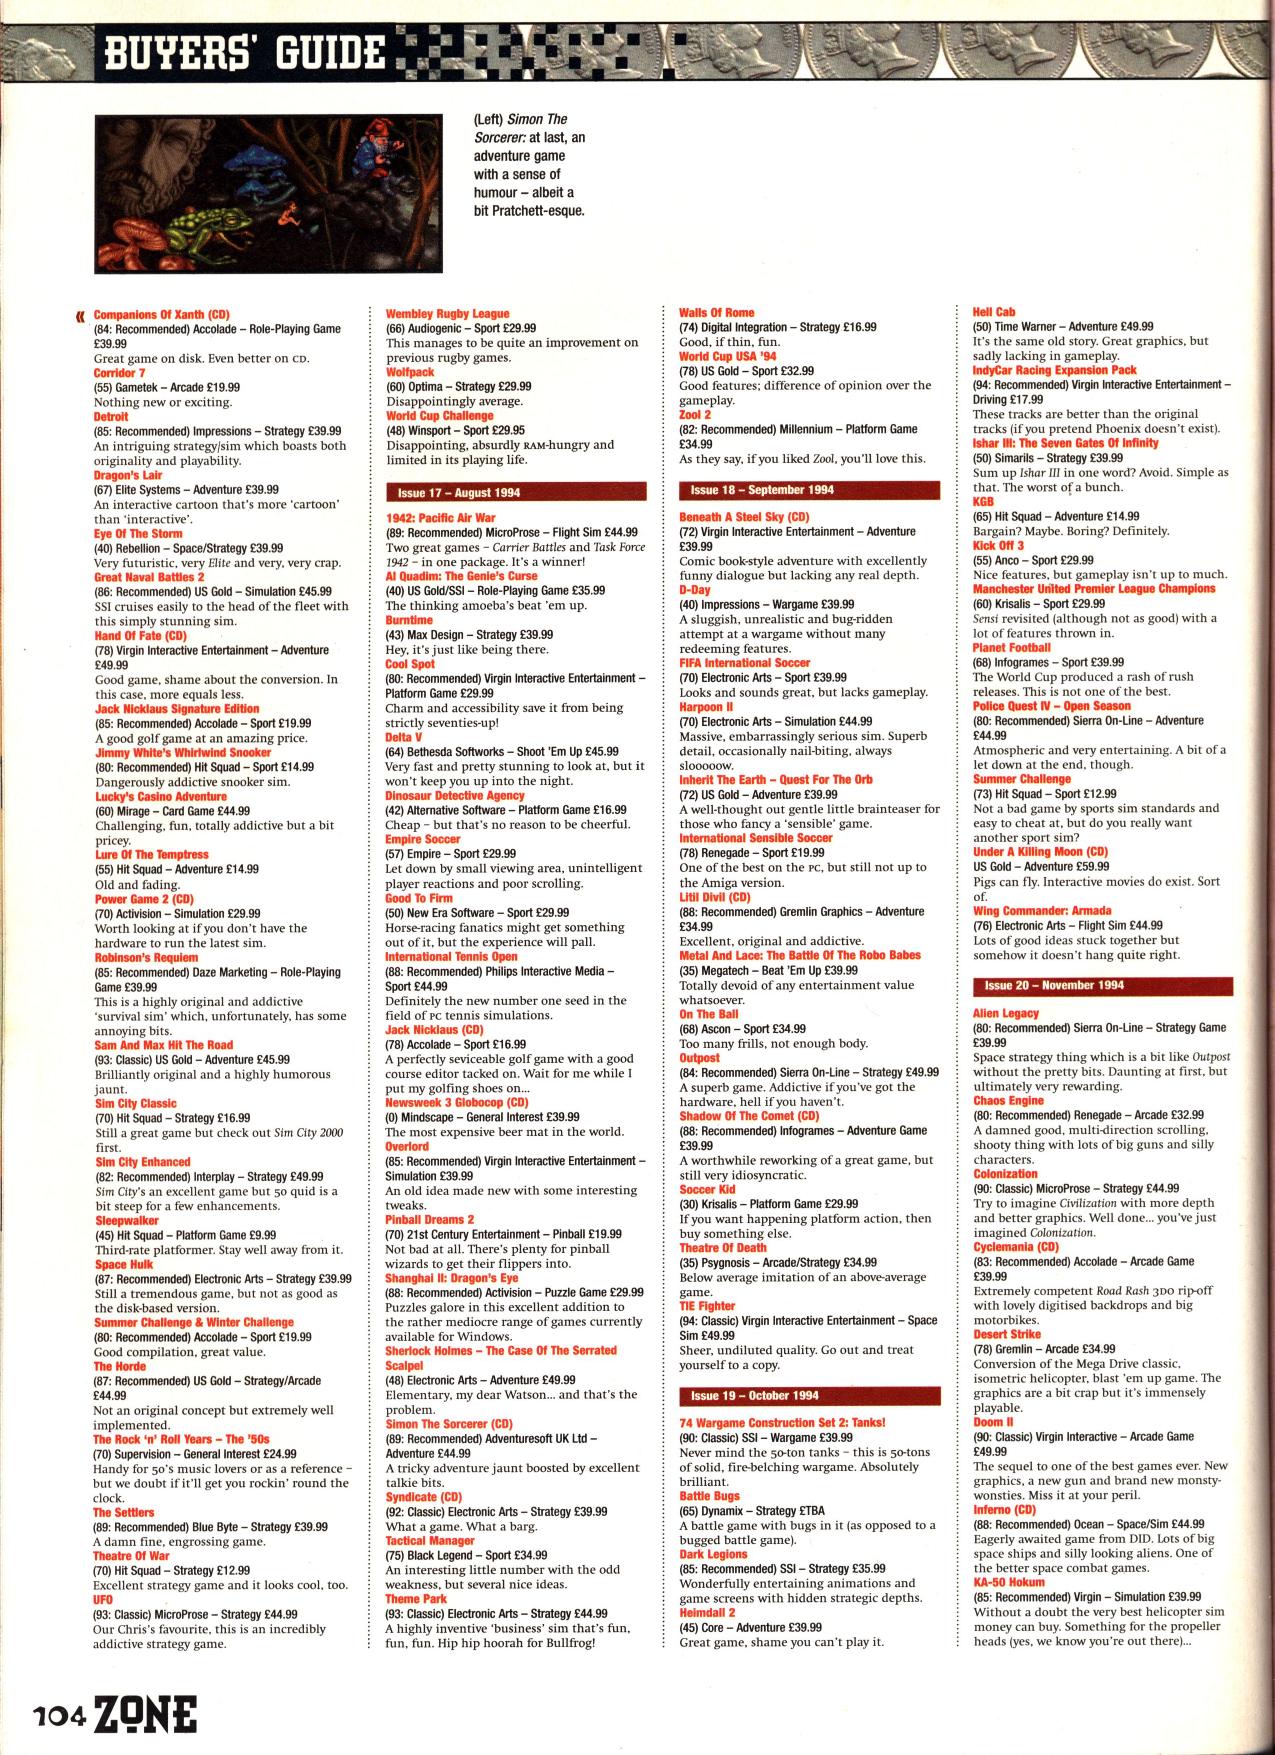 BUYERS' GUIDE
(Left) Simon The
Sorcerer: at last, an
adventure game
with a sense of
humour – albeit a
bit Pratchett-esque.
«
Companions Of Xanth (CD)
(84: Recommended) Accolade – Role-Playing Game
£39.99
Great game on disk. Even better on CD.
Corridor 7
(55) Gametek – Arcade £19.99
Nothing new or exciting.
Detroit
(85: Recommended) Impressions – Strategy £39.99
An intriguing strategy/sim which boasts both
originality and playability.
Dragon's Lair
(67) Elite Systems – Adventure £39.99
An interactive cartoon that's more 'cartoon'
than 'interactive'.
Eye Of The Storm
(40) Rebellion – Space/Strategy £39.99
Very futuristic, very Elite and very, very crap.
Great Naval Battles 2
(86: Recommended) US Gold – Simulation £45.99
SSI cruises easily to the head of the fleet with
this simply stunning sim.
Hand Of Fate (CD)
(78) Virgin Interactive Entertainment – Adventure
£49.99
Good game, shame about the conversion. In
this case, more equals less.
Jack Nicklaus Signature Edition
(85: Recommended) Accolade – Sport £19.99
A good golf game at an amazing price.
Jimmy White's Whirlwind Snooker
(80: Recommended) Hit Squad – Sport £14.99
Dangerously addictive snooker sim.
Lucky's Casino Adventure
(60) Mirage – Card Game £44.99
Challenging, fun, totally addictive but a bit
pricey.
Lure Of The Temptress
(55) Hit Squad – Adventure £14.99
Old and fading.
Power Game 2 (CD)
(70) Activision – Simulation £29.99
Worth looking at if you don't have the
hardware to run the latest sim.
Robinson's Requiem
(85: Recommended) Daze Marketing – Role-Playing
Game £39.99
This is a highly original and addictive
'survival sim' which, unfortunately, has some
annoying bits.
Sam And Max Hit The Road
(93: Classic) US Gold – Adventure £45.99
Brilliantly original and a highly humorous
jaunt.
Sim City Classic
(70) Hit Squad – Strategy £16.99
Still a great game but check out Sim City 2000
first.
Sim City Enhanced
(82: Recommended) Interplay – Strategy £49.99
Sim City's an excellent game but 50 quid is a
bit steep for a few enhancements.
Sleepwalker
(45) Hit Squad – Platform Game £9.99
Third-rate platformer. Stay well away from it.
Space Hulk
(87: Recommended) Electronic Arts – Strategy £39.99
Still a tremendous game, but not as good as
the disk-based version.
Summer Challenge & Winter Challenge
(80: Recommended) Accolade – Sport £19.99
Good compilation, great value.
The Horde
(87: Recommended) US Gold – Strategy/Arcade
£44.99
Not an original concept but extremely well
implemented.
The Rock 'n' Roll Years – The '50s
(70) Supervision – General Interest £24.99
Handy for 50's music lovers or as a reference –
but we doubt if it'll get you rockin' round the
clock.
The Settlers
(89: Recommended) Blue Byte – Strategy £39.99
A damn fine, engrossing game.
Theatre Of War
(70) Hit Squad – Strategy £12.99
Excellent strategy game and it looks cool, too.
UFO
(93: Classic) MicroProse – Strategy £44.99
Our Chris's favourite, this is an incredibly
addictive strategy game.
Wembley Rugby League
(66) Audiogenic – Sport £29.99
This manages to be quite an improvement on
previous rugby games.
Wolfpack
(60) Optima – Strategy £29.99
Disappointingly average.
World Cup Challenge
(48) Winsport – Sport £29.95
Disappointing, absurdly RAM-hungry and
limited in its playing life.
Issue 17 – August 1994
1942: Pacific Air War
(89: Recommended) MicroProse – Flight Sim £44.99
Two great games – Carrier Battles and Task Force
1942 – in one package. It's a winner!
Al Quadim: The Genie's Curse
(40) US Gold/SSI – Role-Playing Game £35.99
The thinking amoeba's beat 'em up.
Burntime
(43) Max Design – Strategy £39.99
Hey, it's just like being there.
Cool Spot
(80: Recommended) Virgin Interactive Entertainment –
Platform Game £29.99
Charm and accessibility save it from being
strictly seventies-up!
Delta V
(64) Bethesda Softworks – Shoot 'Em Up £45.99
Very fast and pretty stunning to look at, but it
won't keep you up into the night.
Dinosaur Detective Agency
(42) Alternative Software – Platform Game £16.99
Cheap – but that's no reason to be cheerful.
Empire Soccer
(57) Empire – Sport £29.99
Let down by small viewing area, unintelligent
player reactions and poor scrolling.
Good To Firm
(50) New Era Software – Sport £29.99
Horse-racing fanatics might get something
out of it, but the experience will pall.
International Tennis Open
(88: Recommended) Philips Interactive Media –
Sport £44.99
Definitely the new number one seed in the
field of PC tennis simulations.
Jack Nicklaus (CD)
(78) Accolade – Sport £16.99
A perfectly seviceable golf game with a good
course editor tacked on. Wait for me while I
put my golfing shoes on...
Newsweek 3 Globocop (CD)
(0) Mindscape – General Interest £39.99
The most expensive beer mat in the world.
Overlord
(85: Recommended) Virgin Interactive Entertainment –
Simulation £39.99
An old idea made new with some interesting
tweaks.
Pinball Dreams 2
(70) 21st Century Entertainment – Pinball £19.99
Not bad at all. There's plenty for pinball
wizards to get their flippers into.
Shanghai II: Dragon's Eye
(88: Recommended) Activision – Puzzle Game £29.99
Puzzles galore in this excellent addition to
the rather mediocre range of games currently
available for Windows.
Sherlock Holmes – The Case Of The Serrated
Scalpel
(48) Electronic Arts – Adventure £49.99
Elementary, my dear Watson... and that's the
problem.
Simon The Sorcerer (CD)
(89: Recommended) Adventuresoft UK Ltd –
Adventure £44.99
A tricky adventure jaunt boosted by excellent
talkie bits.
Syndicate (CD)
(92: Classic) Electronic Arts – Strategy £39.99
What a game. What a barg.
Tactical Manager
(75) Black Legend – Sport £34.99
An interesting little number with the odd
weakness, but several nice ideas.
Theme Park
(93: Classic) Electronic Arts – Strategy £44.99
A highly inventive 'business' sim that's fun,
fun, fun. Hip hip hoorah for Bullfrog!
Walls Of Rome
(74) Digital Integration – Strategy £16.99
Good, if thin, fun.
World Cup USA '94
(78) US Gold – Sport £32.99
Good features; difference of opinion over the
gameplay.
Zool 2
(82: Recommended) Millennium – Platform Game
£34.99
As they say, if you liked Zool, you'll love this.
Issue 18 – September 1994
Beneath A Steel Sky (CD)
(72) Virgin Interactive Entertainment – Adventure
£39.99
Comic book-style adventure with excellently
funny dialogue but lacking any real depth.
D-Day
(40) Impressions – Wargame £39.99
A sluggish, unrealistic and bug-ridden
attempt at a wargame without many
redeeming features.
FIFA International Soccer
(70) Electronic Arts – Sport £39.99
Looks and sounds great, but lacks gameplay.
Harpoon II
(70) Electronic Arts – Simulation £44.99
Massive, embarrassingly serious sim. Superb
detail, occasionally nail-biting, always
slooooow.
Inherit The Earth – Quest For The Orb
(72) US Gold – Adventure £39.99
A well-thought out gentle little brainteaser for
those who fancy a 'sensible' game.
International Sensible Soccer
(78) Renegade – Sport £19.99
One of the best on the PC, but still not up to
the Amiga version.
Litil Divil (CD)
(88: Recommended) Gremlin Graphics – Adventure
£34.99
Excellent, original and addictive.
Metal And Lace: The Battle Of The Robo Babes
(35) Megatech – Beat 'Em Up £39.99
Totally devoid of any entertainment value
whatsoever.
On The Ball
(68) Ascon – Sport £34.99
Too many frills, not enough body.
Outpost
(84: Recommended) Sierra On-Line – Strategy £49.99
A superb game. Addictive if you've got the
hardware, hell if you haven't.
Shadow Of The Comet (CD)
(88: Recommended) Infogrames – Adventure Game
£39.99
A worthwhile reworking of a great game, but
still very idiosyncratic.
Soccer Kid
(30) Krisalis – Platform Game £29.99
If you want happening platform action, then
buy something else.
Theatre Of Death
(35) Psygnosis – Arcade/Strategy £34.99
Below average imitation of an above-average
game.
TIE Fighter
(94: Classic) Virgin Interactive Entertainment – Space
Sim £49.99
Sheer, undiluted quality. Go out and treat
yourself to a copy.
Issue 19 – October 1994
74 Wargame Construction Set 2: Tanks!
(90: Classic) SSI – Wargame £39.99
Never mind the 50-ton tanks – this is 50-tons
of solid, fire-belching wargame. Absolutely
brilliant.
Battle Bugs
(65) Dynamix – Strategy £TBA
A battle game with bugs in it (as opposed to a
bugged battle game).
Dark Legions
(85: Recommended) SSI – Strategy £35.99
Wonderfully entertaining animations and
game screens with hidden strategic depths.
Heimdall 2
(45) Core – Adventure £39.99
Great game, shame you can't play it.
Hell Cab
(50) Time Warner – Adventure £49.99
It's the same old story. Great graphics, but
sadly lacking in gameplay.
IndyCar Racing Expansion Pack
(94: Recommended) Virgin Interactive Entertainment –
Driving £17.99
These tracks are better than the original
tracks (if you pretend Phoenix doesn't exist).
Ishar III: The Seven Gates Of Infinity
(50) Simarils – Strategy £39.99
Sum up Ishar III in one word? Avoid. Simple as
that. The worst of a bunch.
KGB
(65) Hit Squad – Adventure £14.99
Bargain? Maybe. Boring? Definitely.
Kick Off 3
(55) Anco – Sport £29.99
Nice features, but gameplay isn't up to much.
Manchester United Premier League Champions
(60) Krisalis – Sport £29.99
Sensi revisited (although not as good) with a
lot of features thrown in.
Planet Football
(68) Infogrames – Sport £39.99
The World Cup produced a rash of rush
releases. This is not one of the best.
Police Quest IV – Open Season
(80: Recommended) Sierra On-Line – Adventure
£44.99
Atmospheric and very entertaining. A bit of a
let down at the end, though.
Summer Challenge
(73) Hit Squad – Sport £12.99
Not a bad game by sports sim standards and
easy to cheat at, but do you really want
another sport sim?
Under A Killing Moon (CD)
US Gold – Adventure £59.99
Pigs can fly. Interactive movies do exist. Sort
of.
Wing Commander: Armada
(76) Electronic Arts – Flight Sim £44.99
Lots of good ideas stuck together but
somehow it doesn't hang quite right.
Issue 20 – November 1994
Alien Legacy
(80: Recommended) Sierra On-Line – Strategy Game
£39.99
Space strategy thing which is a bit like Outpost
without the pretty bits. Daunting at first, but
ultimately very rewarding.
Chaos Engine
(80: Recommended) Renegade – Arcade £32.99
A damned good, multi-direction scrolling,
shooty thing with lots of big guns and silly
characters.
Colonization
(90: Classic) MicroProse – Strategy £44.99
Try to imagine Civilization with more depth
and better graphics. Well done... you've just
imagined Colonization.
Cyclemania (CD)
(83: Recommended) Accolade – Arcade Game
£39.99
Extremely competent Road Rash 3DO rip-off
with lovely digitised backdrops and big
motorbikes.
Desert Strike
(78) Gremlin – Arcade £34.99
Conversion of the Mega Drive classic,
isometric helicopter, blast 'em up game. The
graphics are a bit crap but it's immensely
playable.
Doom II
(90: Classic) Virgin Interactive – Arcade Game
£49.99
The sequel to one of the best games ever. New
graphics, a new gun and brand new monsty-
wonsties. Miss it at your peril.
Inferno (CD)
(88: Recommended) Ocean – Space/Sim £44.99
Eagerly awaited game from DID. Lots of big
space ships and silly looking aliens. One of
the better space combat games.
KA-50 Hokum
(85: Recommended) Virgin – Simulation £39.99
Without a doubt the very best helicopter sim
money can buy. Something for the propeller
heads (yes, we know you're out there)...
104 ZONE